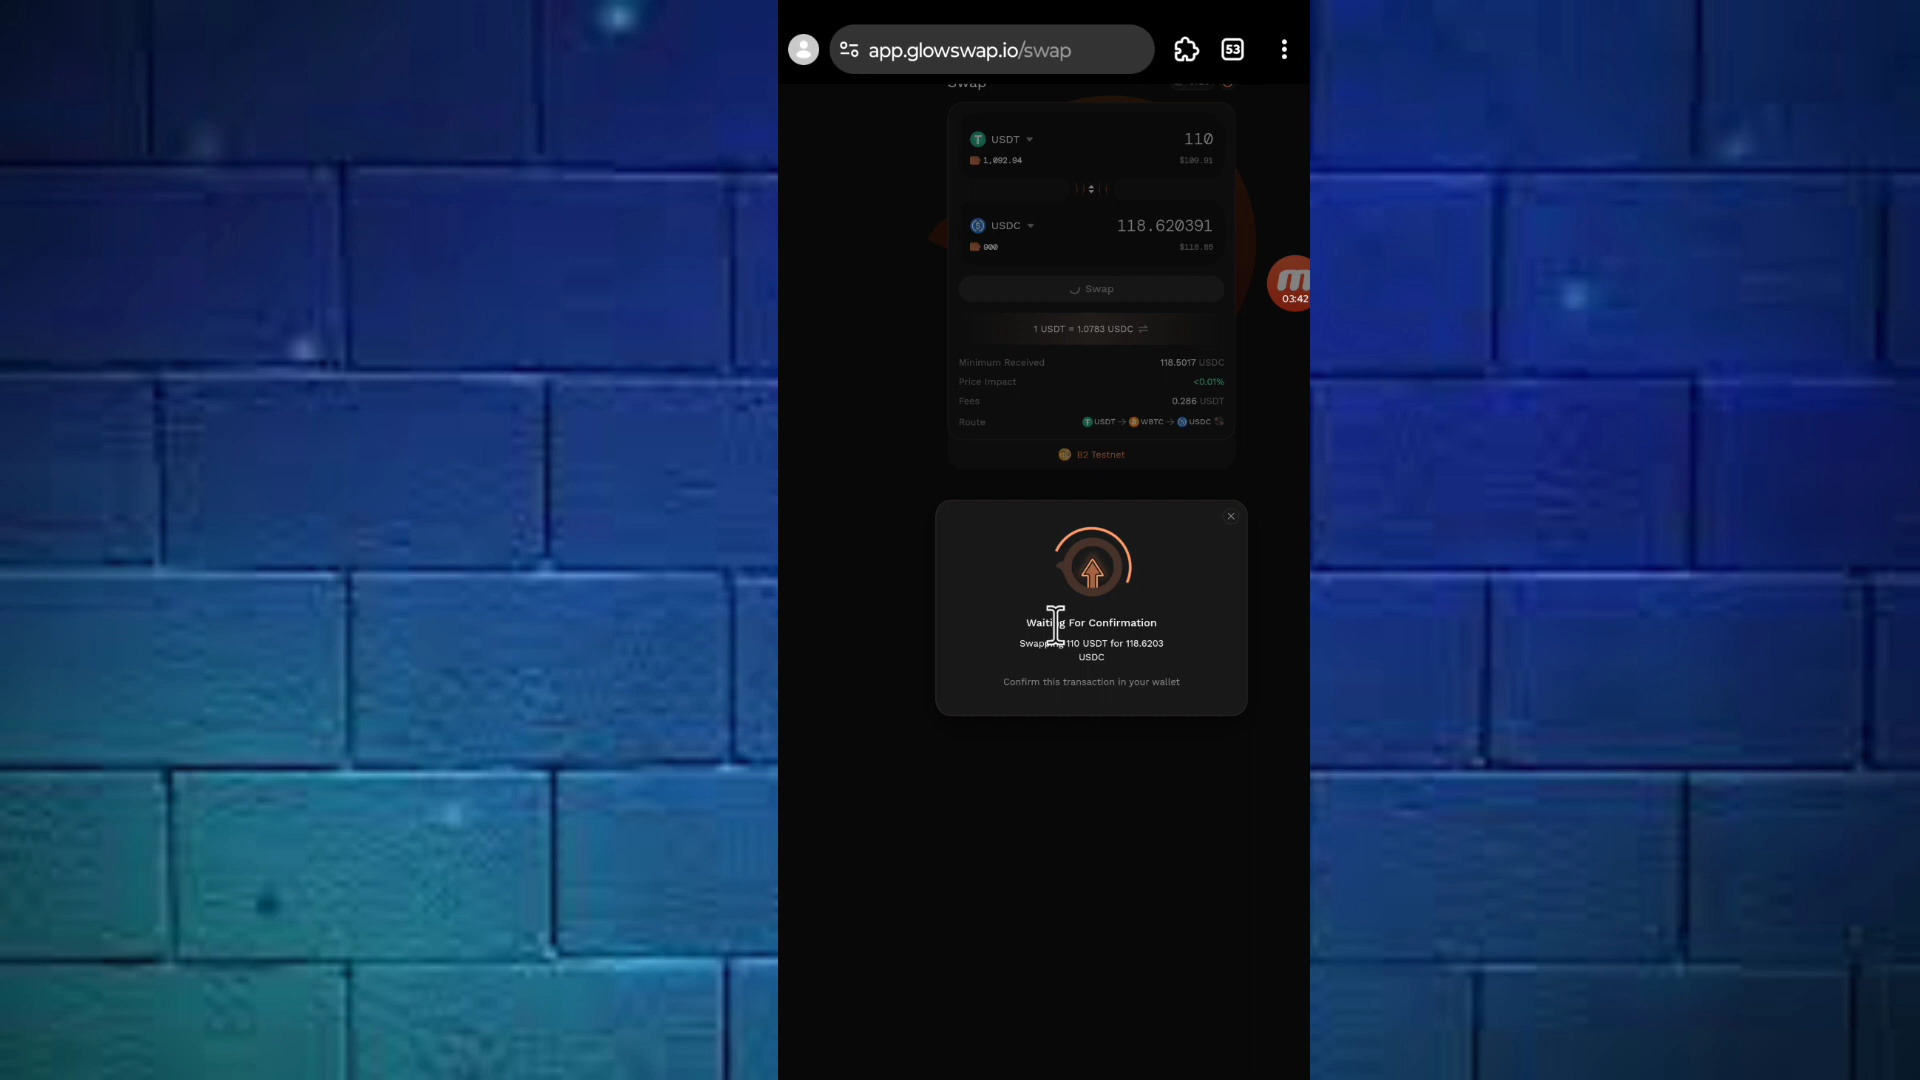 app.glowswap.io/swap
53
Swap
USDT
110
1,092.94
$109.91
USDC
118.620391
900
03:42
Swap
1 USDT = 1.0783 USDC
Minimum Received
118.5017 USDC
Price Impact
<0.01%
Fees
0.286 USDT
Route
USDT → WBTC → USDC
B2 Testnet
Waiting For Confirmation
Swapping 110 USDT for 118.6203
USDC
Confirm this transaction in your wallet